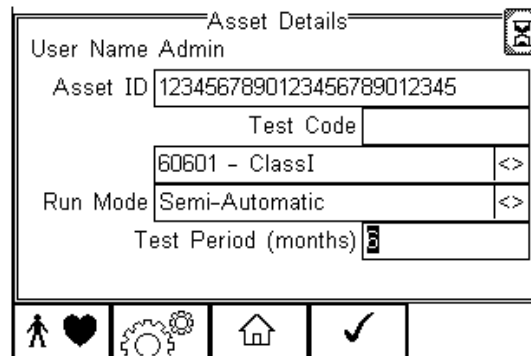 Asset Details
User Name Admin
Asset ID 1234567890123456789012345
Test Code
60601 - ClassI <>
Run Mode Semi-Automatic <>
Test Period (months) 6